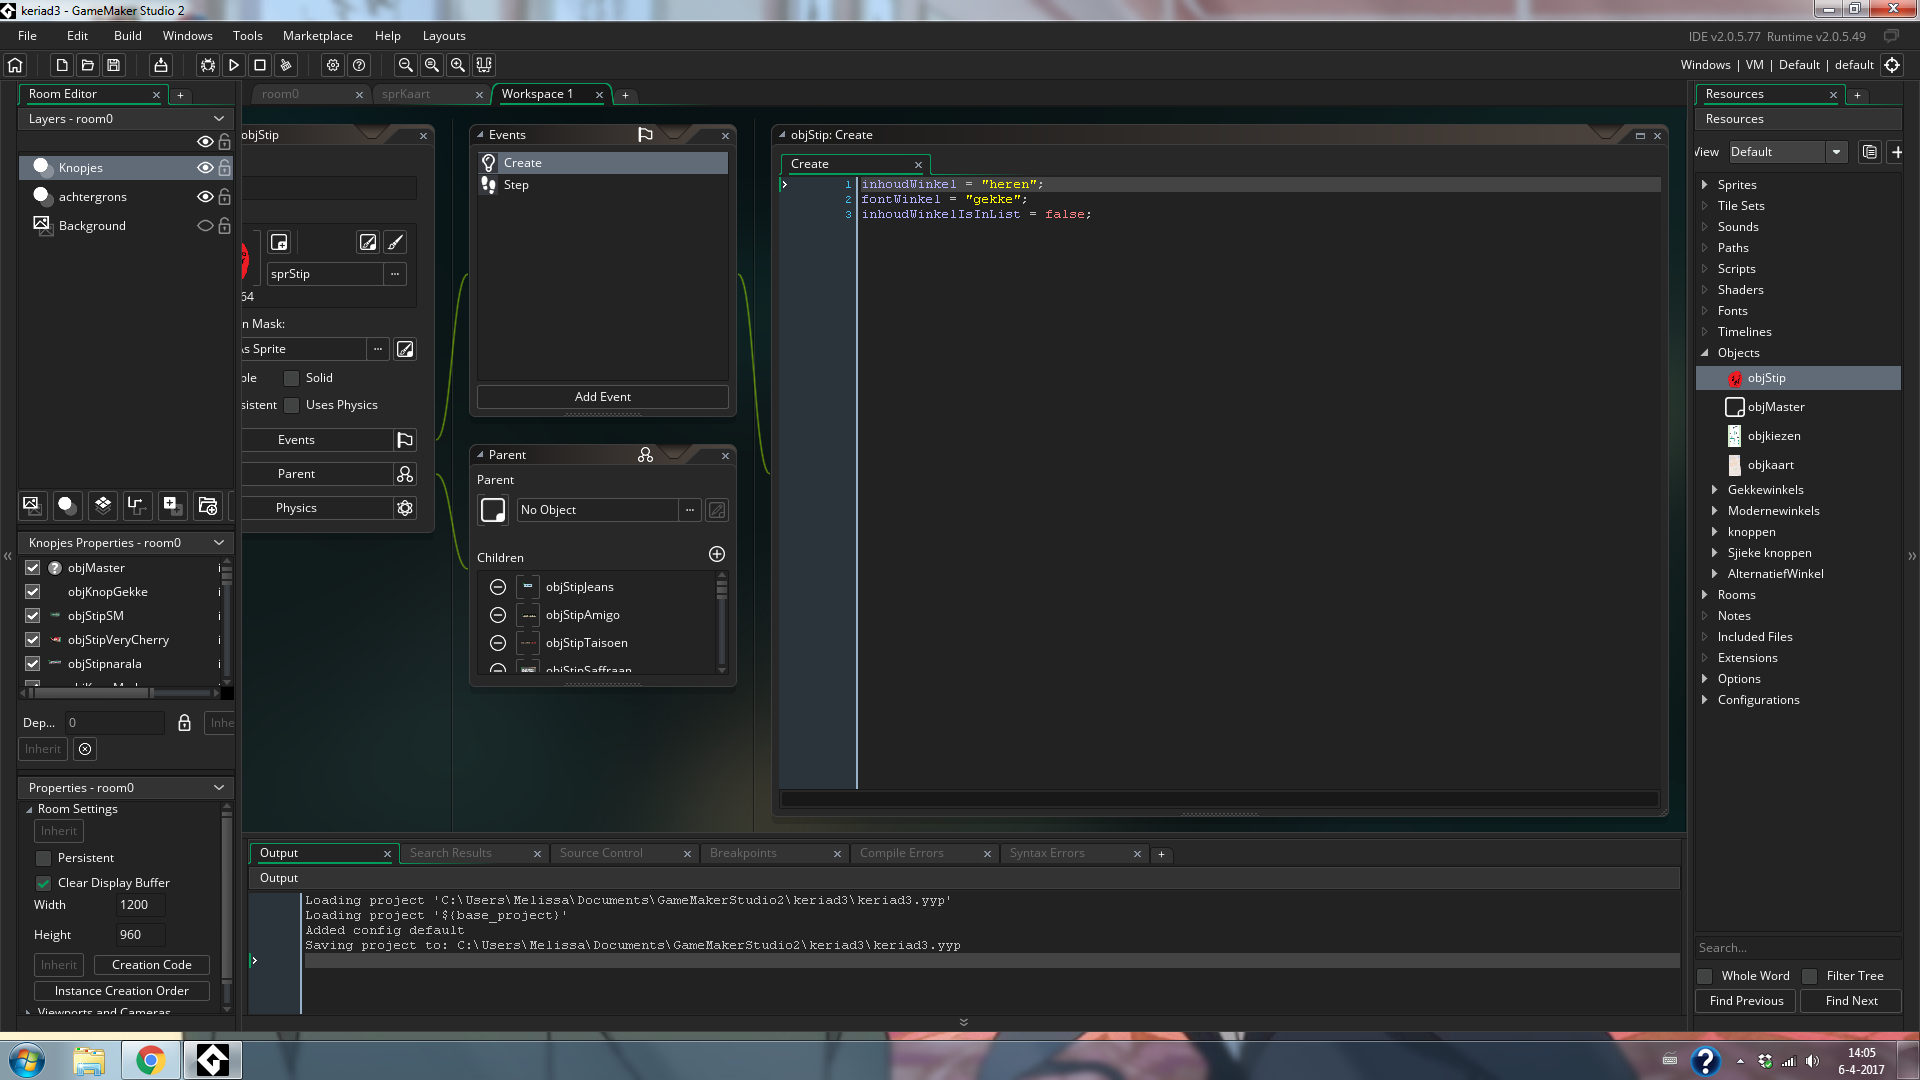 keriad3 - GameMaker Studio 2
File Edit Build Windows Tools Marketplace Help Layouts
IDE v2.0.5.77 Runtime v2.0.5.49
Windows | VM | Default | default
Room Editor
Layers - room0
Knopjes
achtergrons
Background
Knopjes Properties - room0
objMaster
objKnopGekke
objStipSM
objStipVeryCherry
objStipnarala
Dep... 0 Inhe
Inherit
Properties - room0
Room Settings
Inherit
Persistent
Clear Display Buffer
Width 1200
Height 960
Inherit Creation Code
Instance Creation Order
Viewports and Cameras
room0 sprKaart Workspace 1
objStip
sprStip
64
n Mask:
As Sprite
ble Solid
sistent Uses Physics
Events
Parent
Physics
Events
Create
Step
Add Event
Parent
Parent
No Object
Children
objStipJeans
objStipAmigo
objStipTaisoen
objStipSaffraan
objStip: Create
Create
1 inhoudWinkel = "heren";
2 fontWinkel = "gekke";
3 inhoudWinkelIsInList = false;
Output Search Results Source Control Breakpoints Compile Errors Syntax Errors
Output
Loading project 'C:\Users\Melissa\Documents\GameMakerStudio2\keriad3\keriad3.yyp'
Loading project '${base_project}'
Added config default
Saving project to: C:\Users\Melissa\Documents\GameMakerStudio2\keriad3\keriad3.yyp
Resources
Resources
View Default
Sprites
Tile Sets
Sounds
Paths
Scripts
Shaders
Fonts
Timelines
Objects
objStip
objMaster
objkiezen
objkaart
Gekkewinkels
Modernewinkels
knoppen
Sjieke knoppen
AlternatiefWinkel
Rooms
Notes
Included Files
Extensions
Options
Configurations
Search...
Whole Word Filter Tree
Find Previous Find Next
14:05
6-4-2017